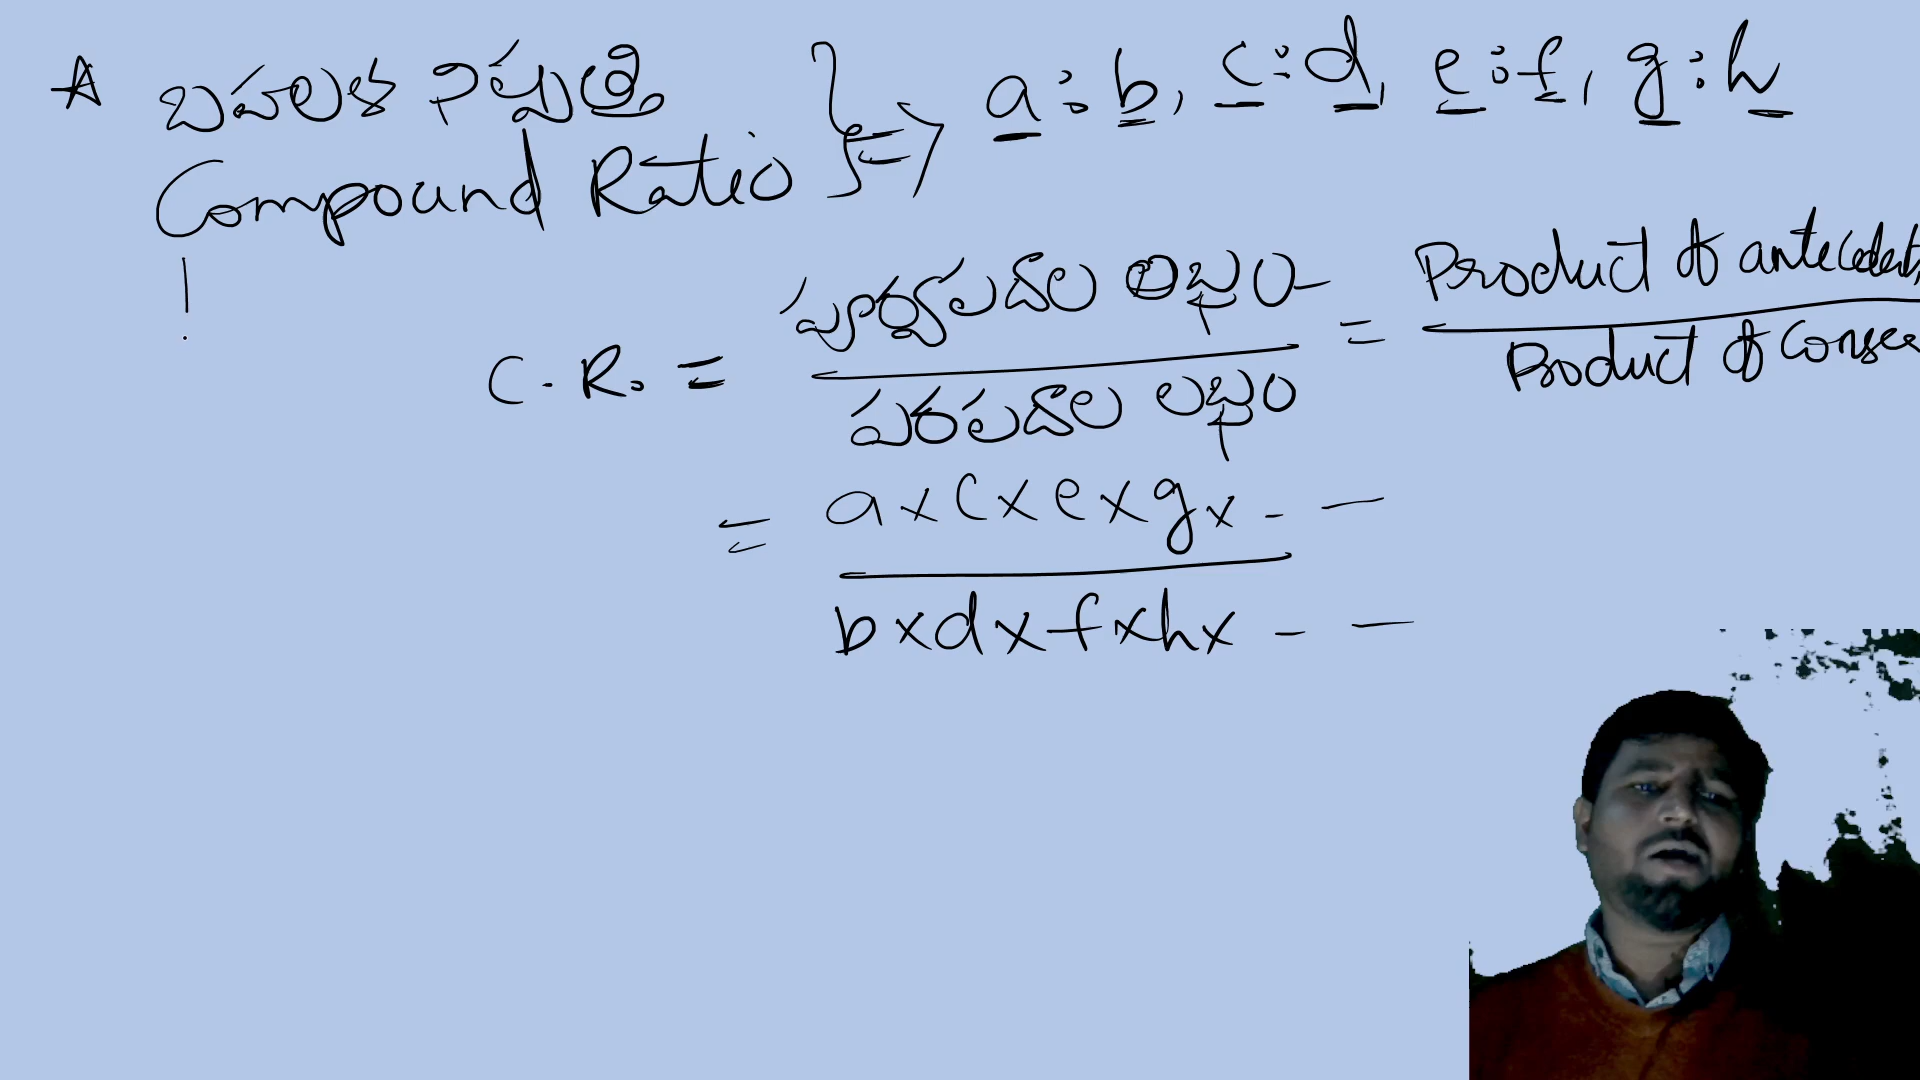 బహుళక నిష్పత్తి } => a : b, c : d, e : f, g : h
Compound Ratio
C.R. = పూర్వపదాల లబ్ధం / పరపదాల లబ్ధం = Product of antecedent / Product of Conse
= a x c x e x g x - —
b x d x f x h x - —